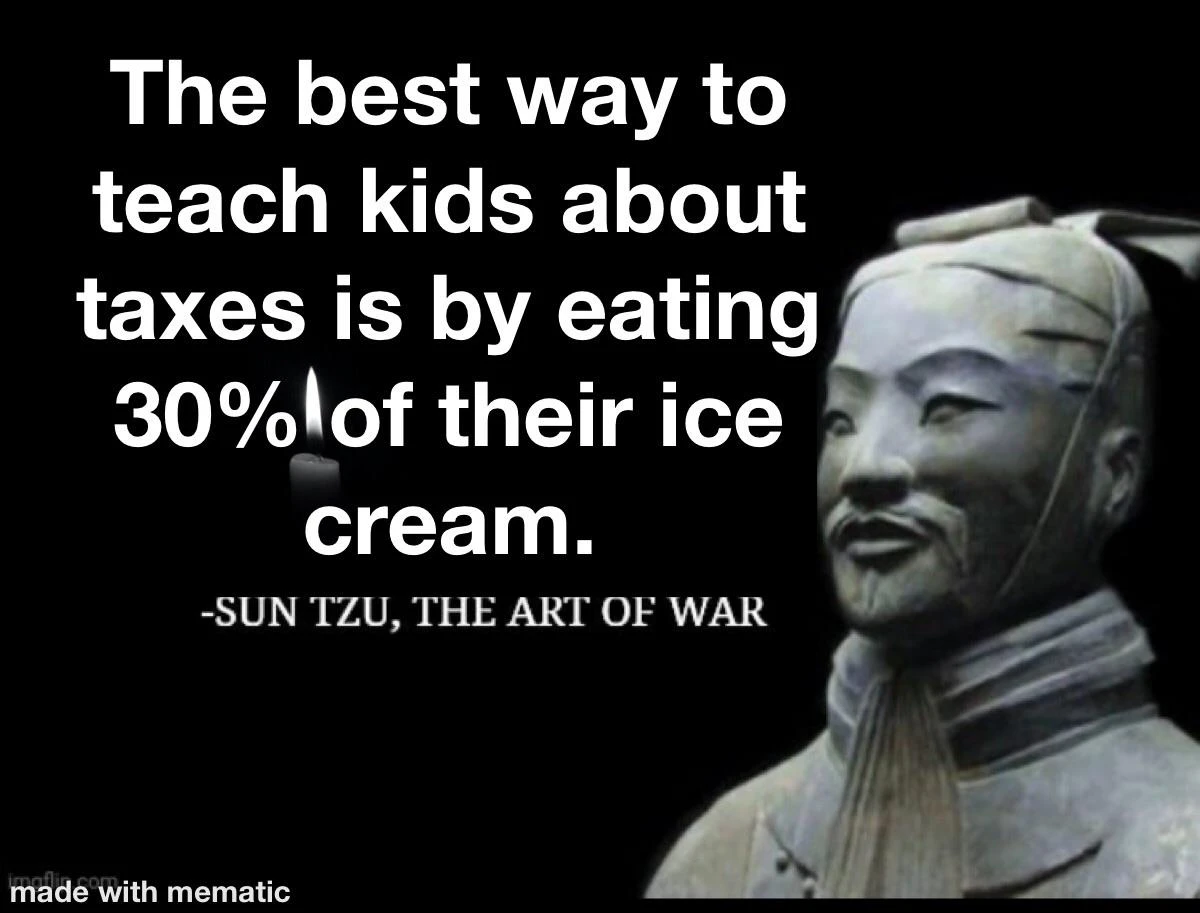 The best way to
teach kids about
taxes is by eating
30% of their ice
cream.
-SUN TZU, THE ART OF WAR
imgflip.com
made with mematic